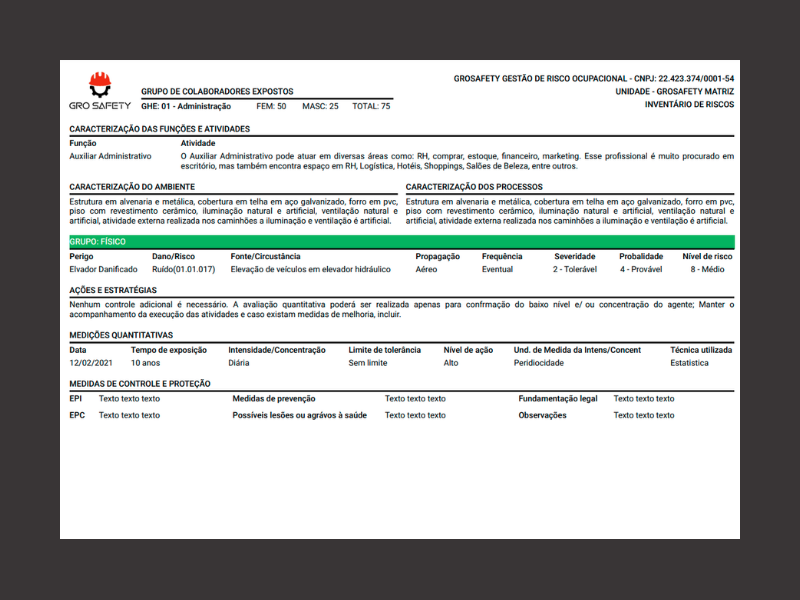 GRO SAFETY
GRUPO DE COLABORADORES EXPOSTOS
GHE: 01 - Administração FEM: 50 MASC: 25 TOTAL: 75
GROSAFETY GESTÃO DE RISCO OCUPACIONAL - CNPJ: 22.423.374/0001-54
UNIDADE - GROSAFETY MATRIZ
INVENTÁRIO DE RISCOS
CARACTERIZAÇÃO DAS FUNÇÕES E ATIVIDADES
Função Atividade
Auxiliar Administrativo O Auxiliar Administrativo pode atuar em diversas áreas como: RH, comprar, estoque, financeiro, marketing. Esse profissional é muito procurado em
escritório, mas também encontra espaço em RH, Logística, Hotéis, Shoppings, Salões de Beleza, entre outros.
CARACTERIZAÇÃO DO AMBIENTE
Estrutura em alvenaria e metálica, cobertura em telha em aço galvanizado, forro em pvc,
piso com revestimento cerâmico, iluminação natural e artificial, ventilação natural e
artificial, atividade externa realizada nos caminhões a iluminação e ventilação é artificial.
CARACTERIZAÇÃO DOS PROCESSOS
Estrutura em alvenaria e metálica, cobertura em telha em aço galvanizado, forro em pvc,
piso com revestimento cerâmico, iluminação natural e artificial, ventilação natural e
artificial, atividade externa realizada nos caminhões a iluminação e ventilação é artificial.
GRUPO: FÍSICO
Perigo Dano/Risco Fonte/Circustância Propagação Frequência Severidade Probalidade Nível de risco
Elvador Danificado Ruído(01.01.017) Elevação de veículos em elevador hidráulico Aéreo Eventual 2 - Tolerável 4 - Provável 8 - Médio
AÇÕES E ESTRATÉGIAS
Nenhum controle adicional é necessário. A avaliação quantitativa poderá ser realizada apenas para confrmação do baixo nível e/ ou concentração do agente; Manter o
acompanhamento da execução das atividades e caso existam medidas de melhoria, incluir.
MEDIÇÕES QUANTITATIVAS
Data Tempo de exposição Intensidade/Concentração Limite de tolerância Nível de ação Und. de Medida da Intens/Concent Técnica utilizada
12/02/2021 10 anos Diária Sem limite Alto Peridiocidade Estatistica
MEDIDAS DE CONTROLE E PROTEÇÃO
EPI Texto texto texto Medidas de prevenção Texto texto texto Fundamentação legal Texto texto texto
EPC Texto texto texto Possíveis lesões ou agrávos à saúde Texto texto texto Observações Texto texto texto